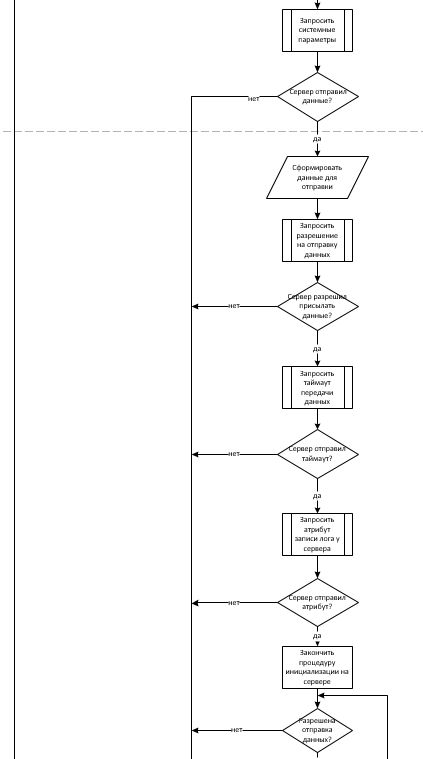 Запросить
системные
параметры
Сервер отправил
данные?
нет
да
Сформировать
данные для
отправки
Запросить
разрешение
на отправку
данных
Сервер разрешил
присылать
данные?
нет
да
Запросить
таймаут
передачи
данных
Сервер отправил
таймаут?
нет
да
Запросить
атрибут
записи лога у
сервера
Сервер отправил
атрибут?
нет
да
Закончить
процедуру
инициализации на
сервере
Разрешена
отправка
данных?
нет